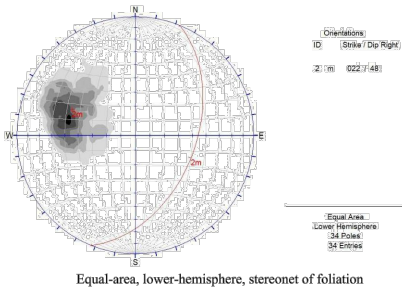 N
Orientations
ID Strike / Dip Right
2 m 022 / 48
2m
W
E
2m
S
Equal Area
Lower Hemisphere
34 Poles
34 Entries
Equal-area, lower-hemisphere, stereonet of foliation